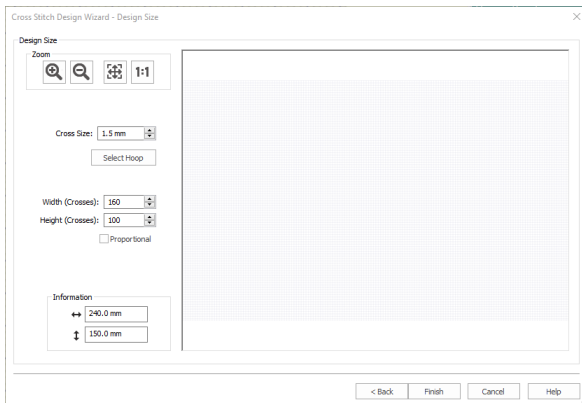 Cross Stitch Design Wizard - Design Size
Design Size
Zoom
1:1
Cross Size: 1.5 mm
Select Hoop
Width (Crosses): 160
Height (Crosses): 100
Proportional
Information
240.0 mm
150.0 mm
< Back Finish Cancel Help